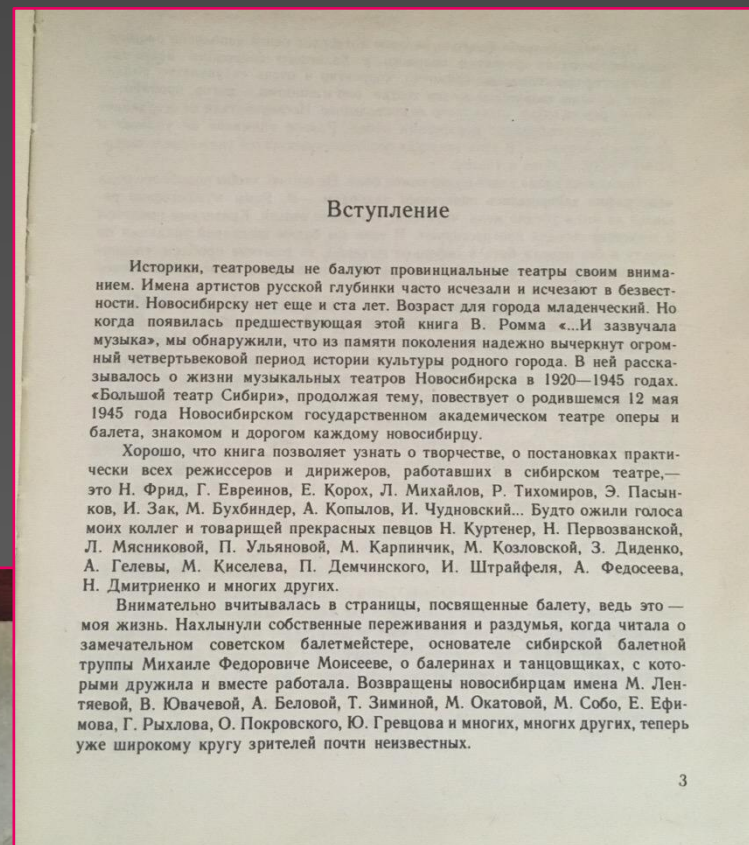 Вступление
Историки, театроведы не балуют провинциальные театры своим внима-
нием. Имена артистов русской глубинки часто исчезали и исчезают в безвест-
ности. Новосибирску нет еще и ста лет. Возраст для города младенческий. Но
когда появилась предшествующая этой книга В. Ромма «...И зазвучала
музыка», мы обнаружили, что из памяти поколения надежно вычеркнут огром-
ный четвертьвековой период истории культуры родного города. В ней расска-
зывалось о жизни музыкальных театров Новосибирска в 1920—1945 годах.
«Большой театр Сибири», продолжая тему, повествует о родившемся 12 мая
1945 года Новосибирском государственном академическом театре оперы и
балета, знакомом и дорогом каждому новосибирцу.
Хорошо, что книга позволяет узнать о творчестве, о постановках практи-
чески всех режиссеров и дирижеров, работавших в сибирском театре,—
это Н. Фрид, Г. Евреинов, Е. Корох, Л. Михайлов, Р. Тихомиров, Э. Пасын-
ков, И. Зак, М. Бухбиндер, А. Копылов, И. Чудновский... Будто ожили голоса
моих коллег и товарищей прекрасных певцов Н. Куртенер, Н. Первозванской,
Л. Мясниковой, П. Ульяновой, М. Карпинчик, М. Козловской, З. Диденко,
А. Гелевы, М. Киселева, П. Демчинского, И. Штрайфеля, А. Федосеева,
Н. Дмитриенко и многих других.
Внимательно вчитывалась в страницы, посвященные балету, ведь это —
моя жизнь. Нахлынули собственные переживания и раздумья, когда читала о
замечательном советском балетмейстере, основателе сибирской балетной
труппы Михаиле Федоровиче Моисееве, о балеринах и танцовщиках, с кото-
рыми дружила и вместе работала. Возвращены новосибирцам имена М. Лен-
тяевой, В. Ювачевой, А. Беловой, Т. Зиминой, М. Окатовой, М. Собо, Е. Ефи-
мова, Г. Рыхлова, О. Покровского, Ю. Гревцова и многих, многих других, теперь
уже широкому кругу зрителей почти неизвестных.
3